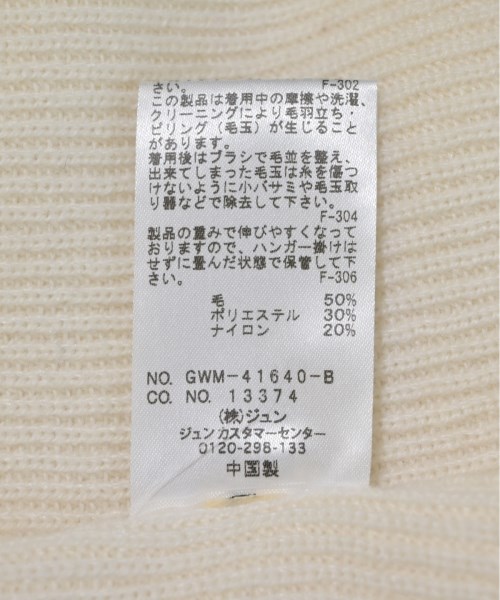 さい。 F-302
この製品は着用中の摩擦や洗濯、
クリーニングにより毛羽立ち・
ピリング（毛玉）が生じること
があります。
着用後はブラシで毛並を整え、
出来てしまった毛玉は糸を傷つ
けないように小バサミや毛玉取
り器などで除去して下さい。
F-304
製品の重みで伸びやすくなって
おりますので、ハンガー掛けは
せずに畳んだ状態で保管して下
さい。 F-306
毛 50%
ポリエステル 30%
ナイロン 20%
NO. GWM-41640-B
CO. NO. 13374
(株)ジュン
ジュンカスタマーセンター
0120-298-133
中国製